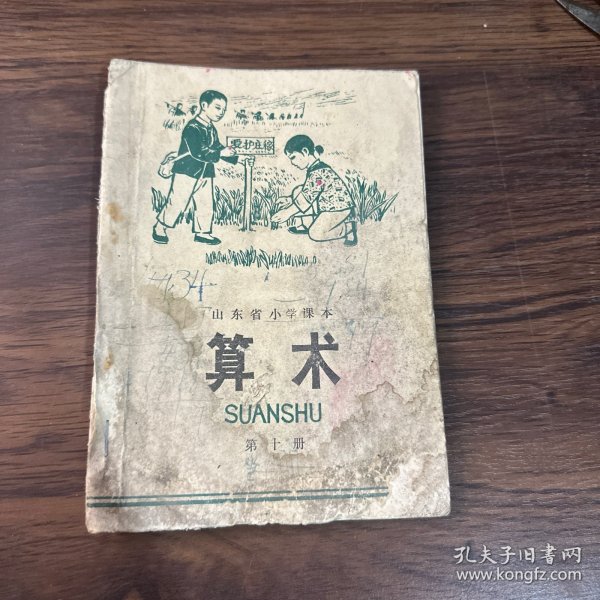 爱护庄稼
434
山东省小学课本
算术
SUANSHU
第十册
孔夫子旧书网
www.kongfz.com